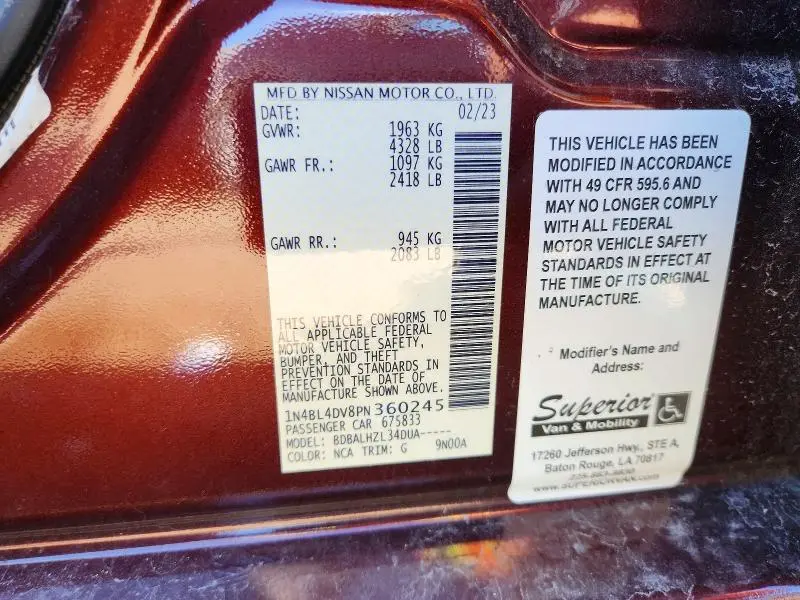 MFD BY NISSAN MOTOR CO., LTD.
DATE: 02/23
GVWR: 1963 KG
4328 LB
GAWR FR.: 1097 KG
2418 LB
GAWR RR.: 945 KG
2083 LB
THIS VEHICLE CONFORMS TO
ALL APPLICABLE FEDERAL
MOTOR VEHICLE SAFETY,
BUMPER, AND THEFT
PREVENTION STANDARDS IN
EFFECT ON THE DATE OF
MANUFACTURE SHOWN ABOVE.
1N4BL4DV8PN360245
PASSENGER CAR 675833
MODEL: BDBALHZL34DUA-----
COLOR: NCA TRIM: G 9N00A
THIS VEHICLE HAS BEEN
MODIFIED IN ACCORDANCE
WITH 49 CFR 595.6 AND
MAY NO LONGER COMPLY
WITH ALL FEDERAL
MOTOR VEHICLE SAFETY
STANDARDS IN EFFECT AT
THE TIME OF ITS ORIGINAL
MANUFACTURE.
Modifier's Name and
Address:
Superior
Van & Mobility
17260 Jefferson Hwy., STE A,
Baton Rouge, LA 70817
www.SUPERIORVAN.com